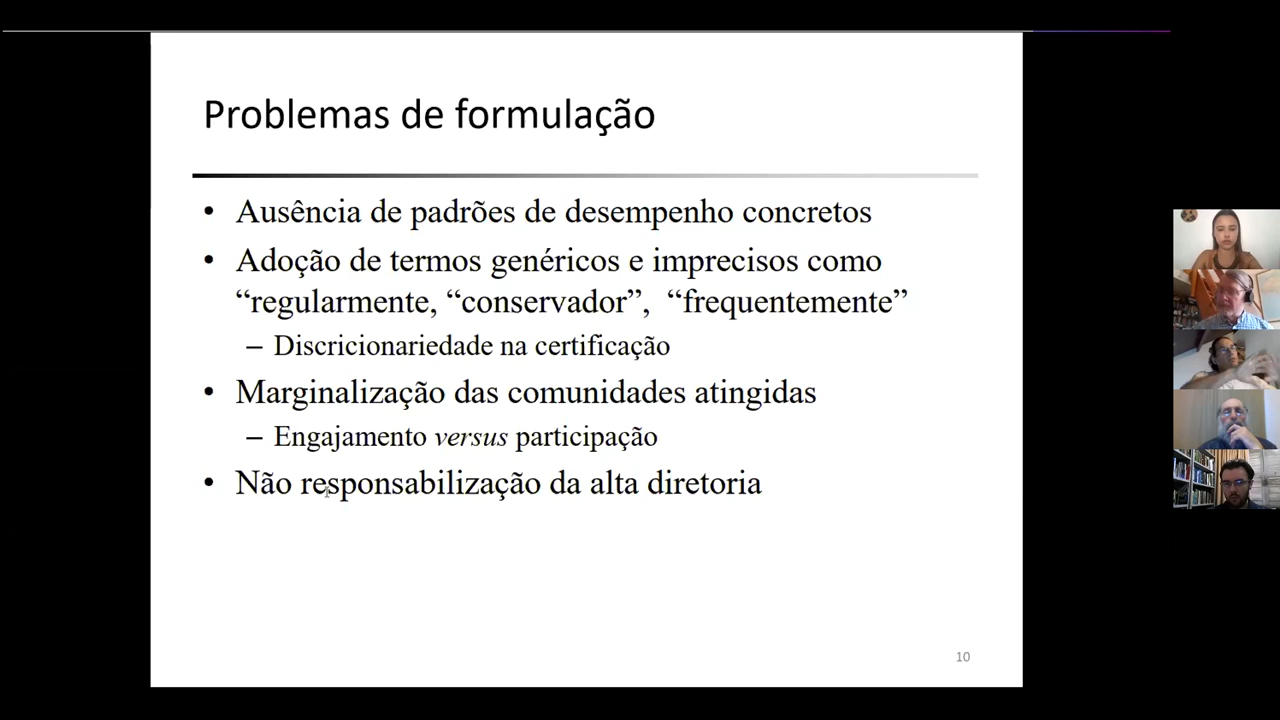 Problemas de formulação
• Ausência de padrões de desempenho concretos
• Adoção de termos genéricos e imprecisos como
“regularmente, “conservador”, “frequentemente”
– Discricionariedade na certificação
• Marginalização das comunidades atingidas
– Engajamento versus participação
• Não responsabilização da alta diretoria
10